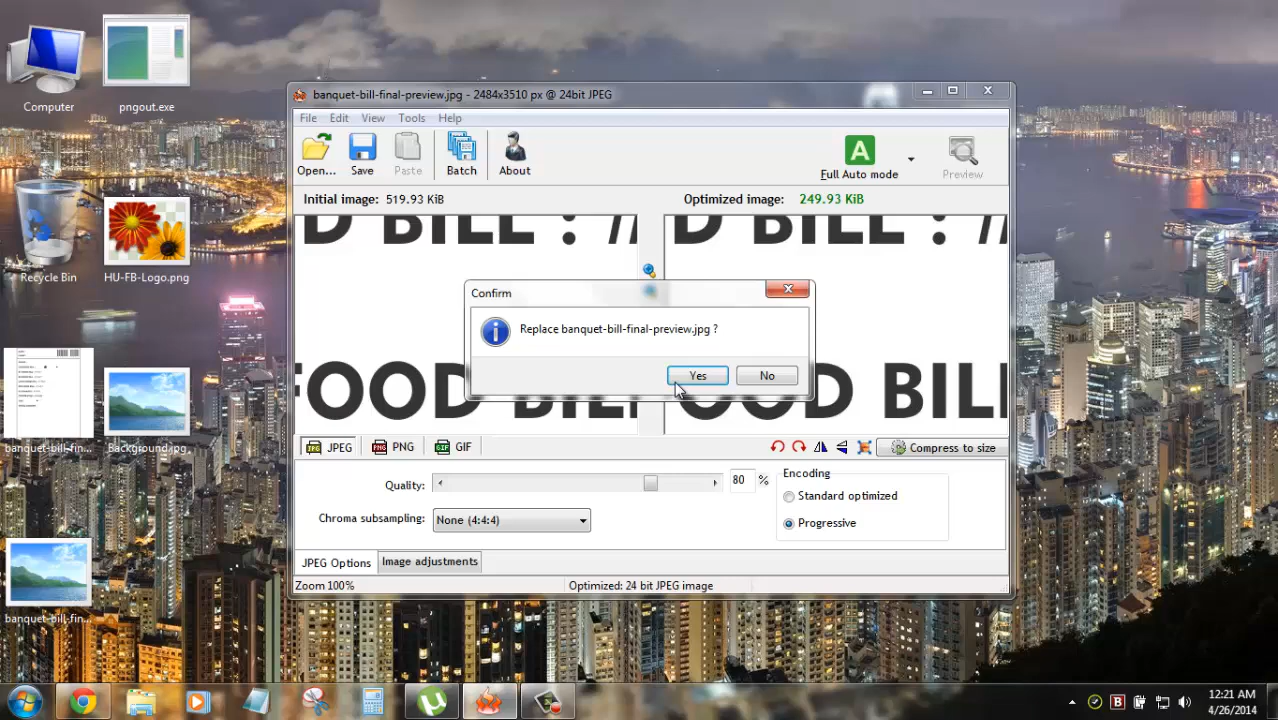 Computer
pngout.exe
Recycle Bin
HU-FB-Logo.png
banquet-bill-fin...
Background.jpg
banquet-bill-fin...
banquet-bill-final-preview.jpg - 2484x3510 px @ 24bit JPEG
File Edit View Tools Help
Open... Save Paste Batch About
A
Full Auto mode
Preview
Initial image: 519.93 KiB
Optimized image: 249.93 KiB
D BILL : /
D BILL : /
Confirm
Replace banquet-bill-final-preview.jpg ?
Yes No
OOD BILL
OOD BILL
JPEG PNG GIF
Compress to size
Quality: 80 %
Chroma subsampling: None (4:4:4)
Encoding
Standard optimized
Progressive
JPEG Options Image adjustments
Zoom 100%
Optimized: 24 bit JPEG image
12:21 AM
4/26/2014